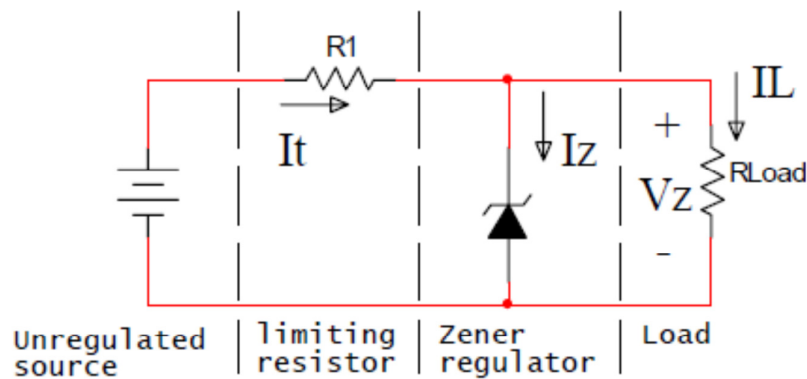 R1
It
Iz
+
Vz
-
IL
RLoad
Unregulated
source
limiting
resistor
Zener
regulator
Load